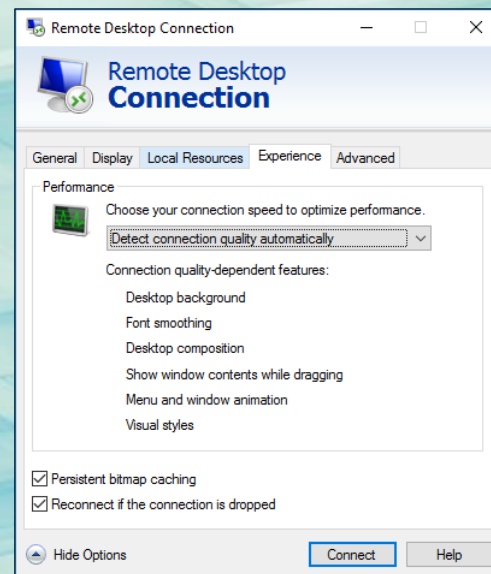 Remote Desktop Connection
Remote Desktop
Connection
General Display Local Resources Experience Advanced
Performance
Choose your connection speed to optimize performance.
Detect connection quality automatically
Connection quality-dependent features:
Desktop background
Font smoothing
Desktop composition
Show window contents while dragging
Menu and window animation
Visual styles
Persistent bitmap caching
Reconnect if the connection is dropped
Hide Options Connect Help